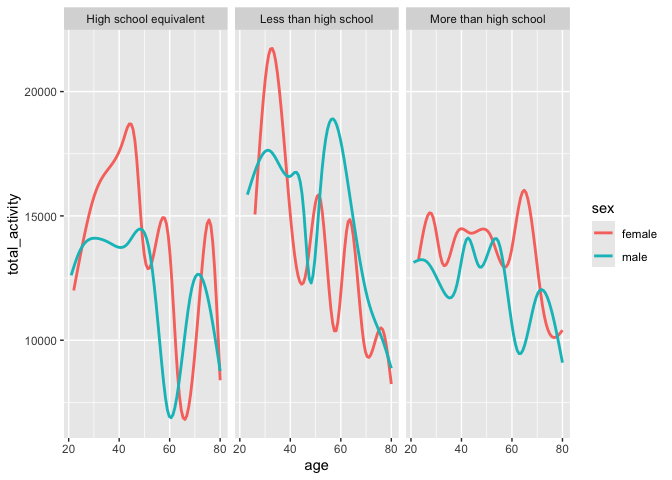 High school equivalent
Less than high school
More than high school
total_activity
20000
15000
10000
20 40 60 80
20 40 60 80
20 40 60 80
age
sex
female
male